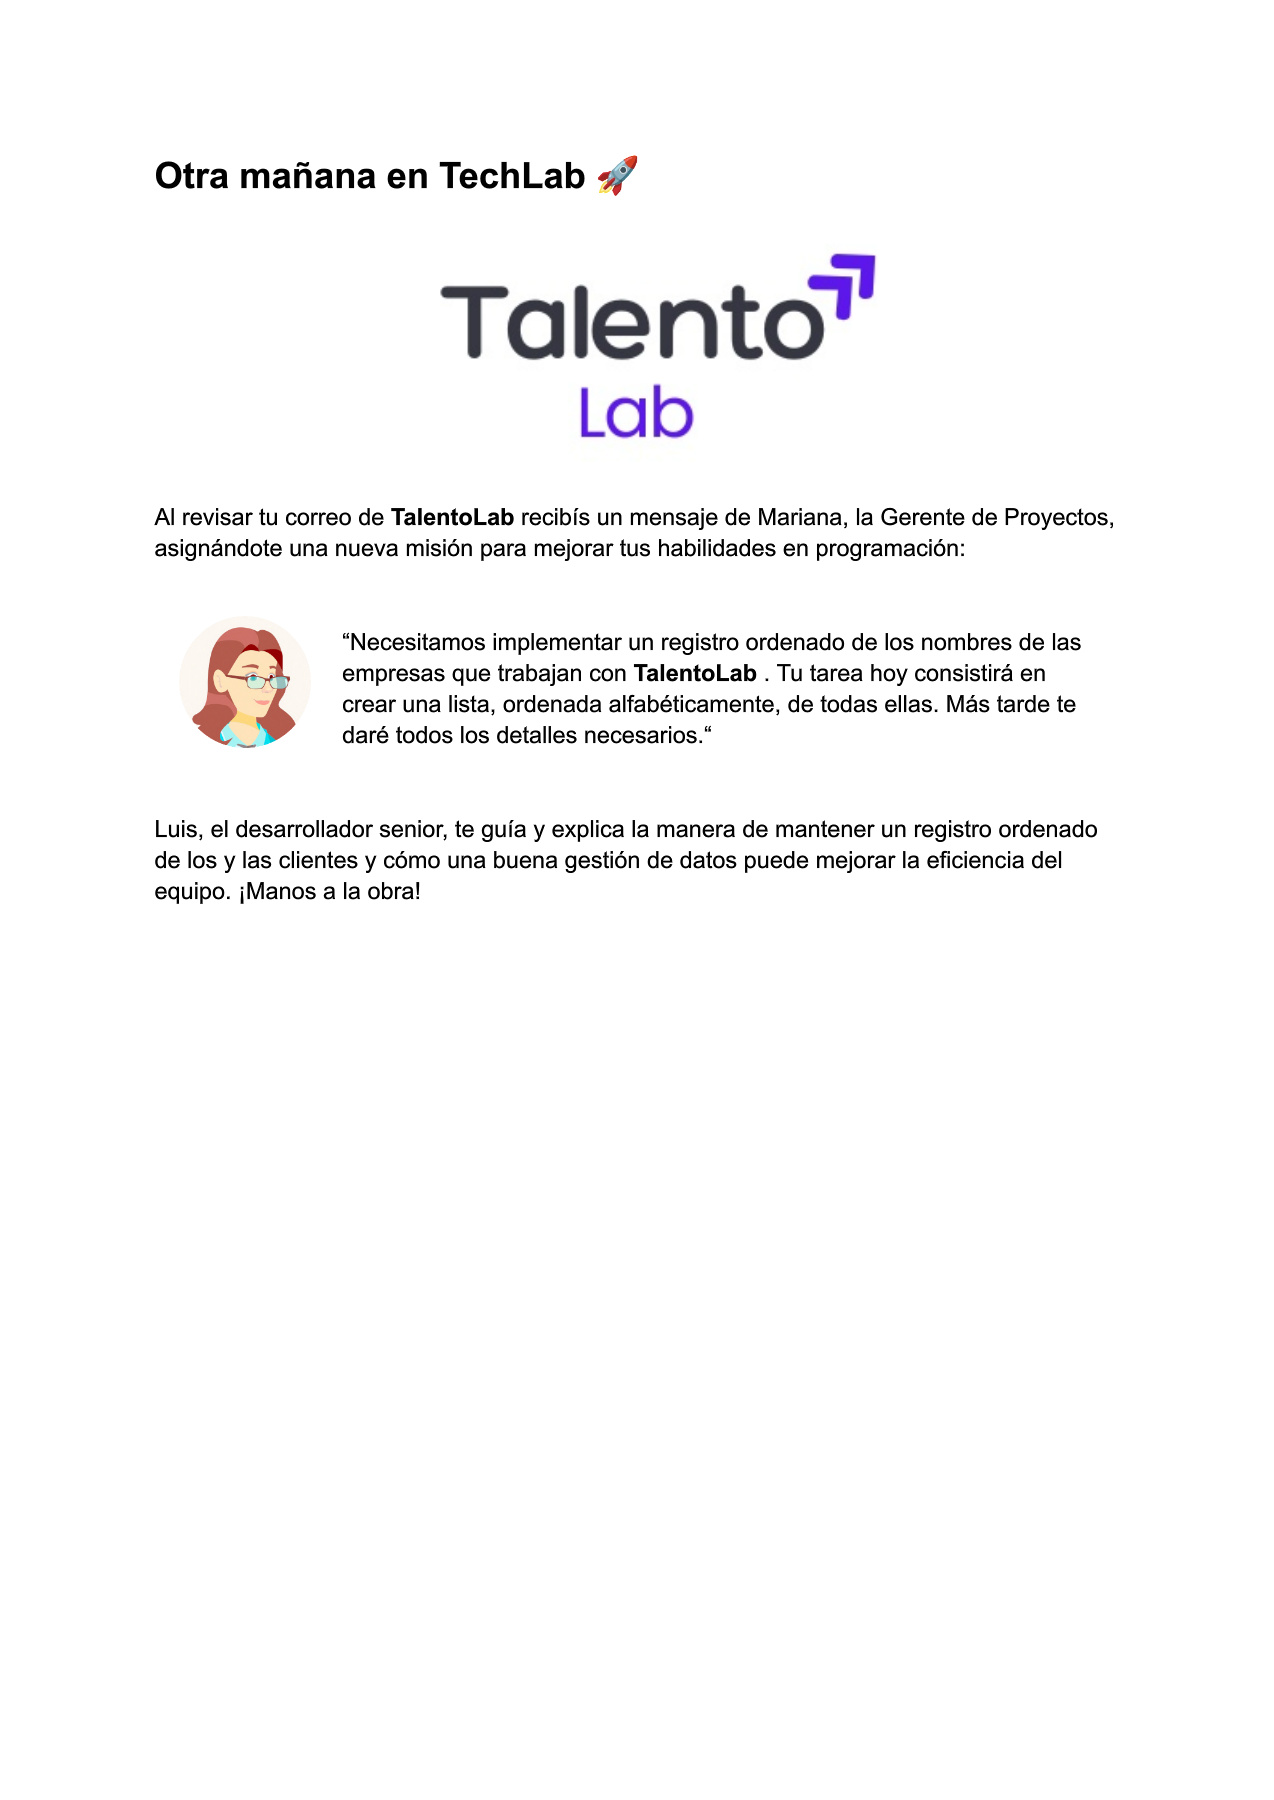 Otra mañana en TechLab 🚀
Talento
Lab
Al revisar tu correo de TalentoLab recibís un mensaje de Mariana, la Gerente de Proyectos,
asignándote una nueva misión para mejorar tus habilidades en programación:
“Necesitamos implementar un registro ordenado de los nombres de las
empresas que trabajan con TalentoLab . Tu tarea hoy consistirá en
crear una lista, ordenada alfabéticamente, de todas ellas. Más tarde te
daré todos los detalles necesarios.“
Luis, el desarrollador senior, te guía y explica la manera de mantener un registro ordenado
de los y las clientes y cómo una buena gestión de datos puede mejorar la eficiencia del
equipo. ¡Manos a la obra!